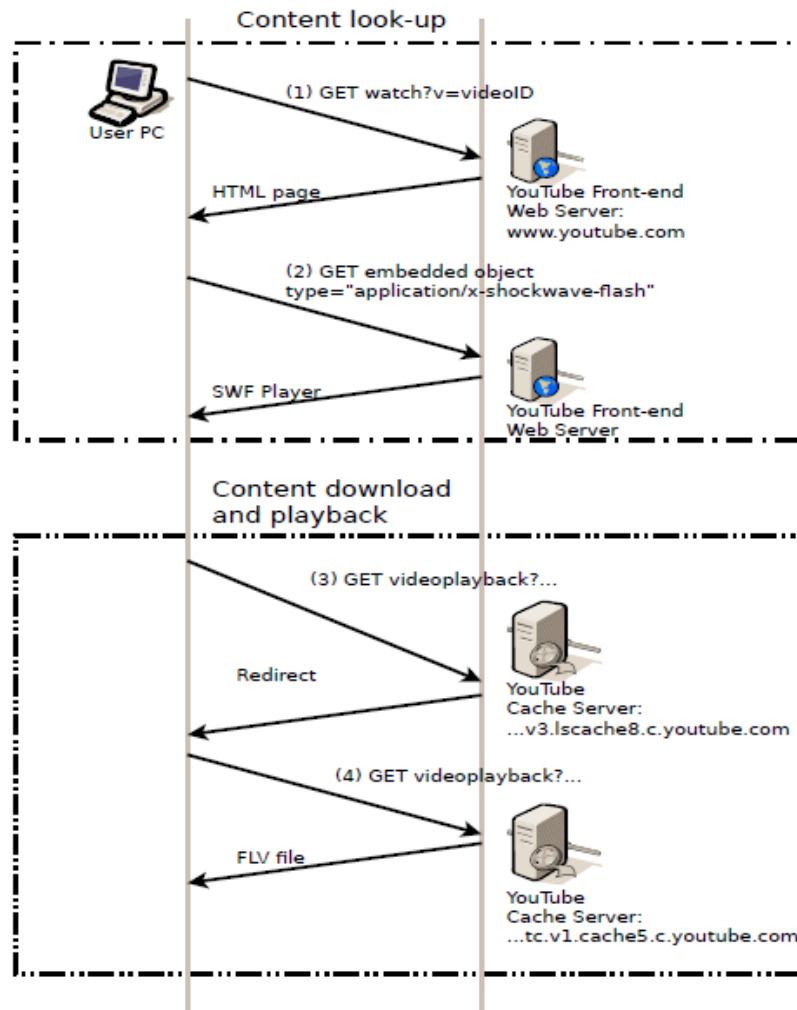 Content look-up
(1) GET watch?v=videoID
User PC
HTML page
YouTube Front-end
Web Server:
www.youtube.com
(2) GET embedded object
type="application/x-shockwave-flash"
SWF Player
YouTube Front-end
Web Server
Content download
and playback
(3) GET videoplayback?...
Redirect
YouTube
Cache Server:
...v3.lscache8.c.youtube.com
(4) GET videoplayback?...
FLV file
YouTube
Cache Server:
...tc.v1.cache5.c.youtube.com